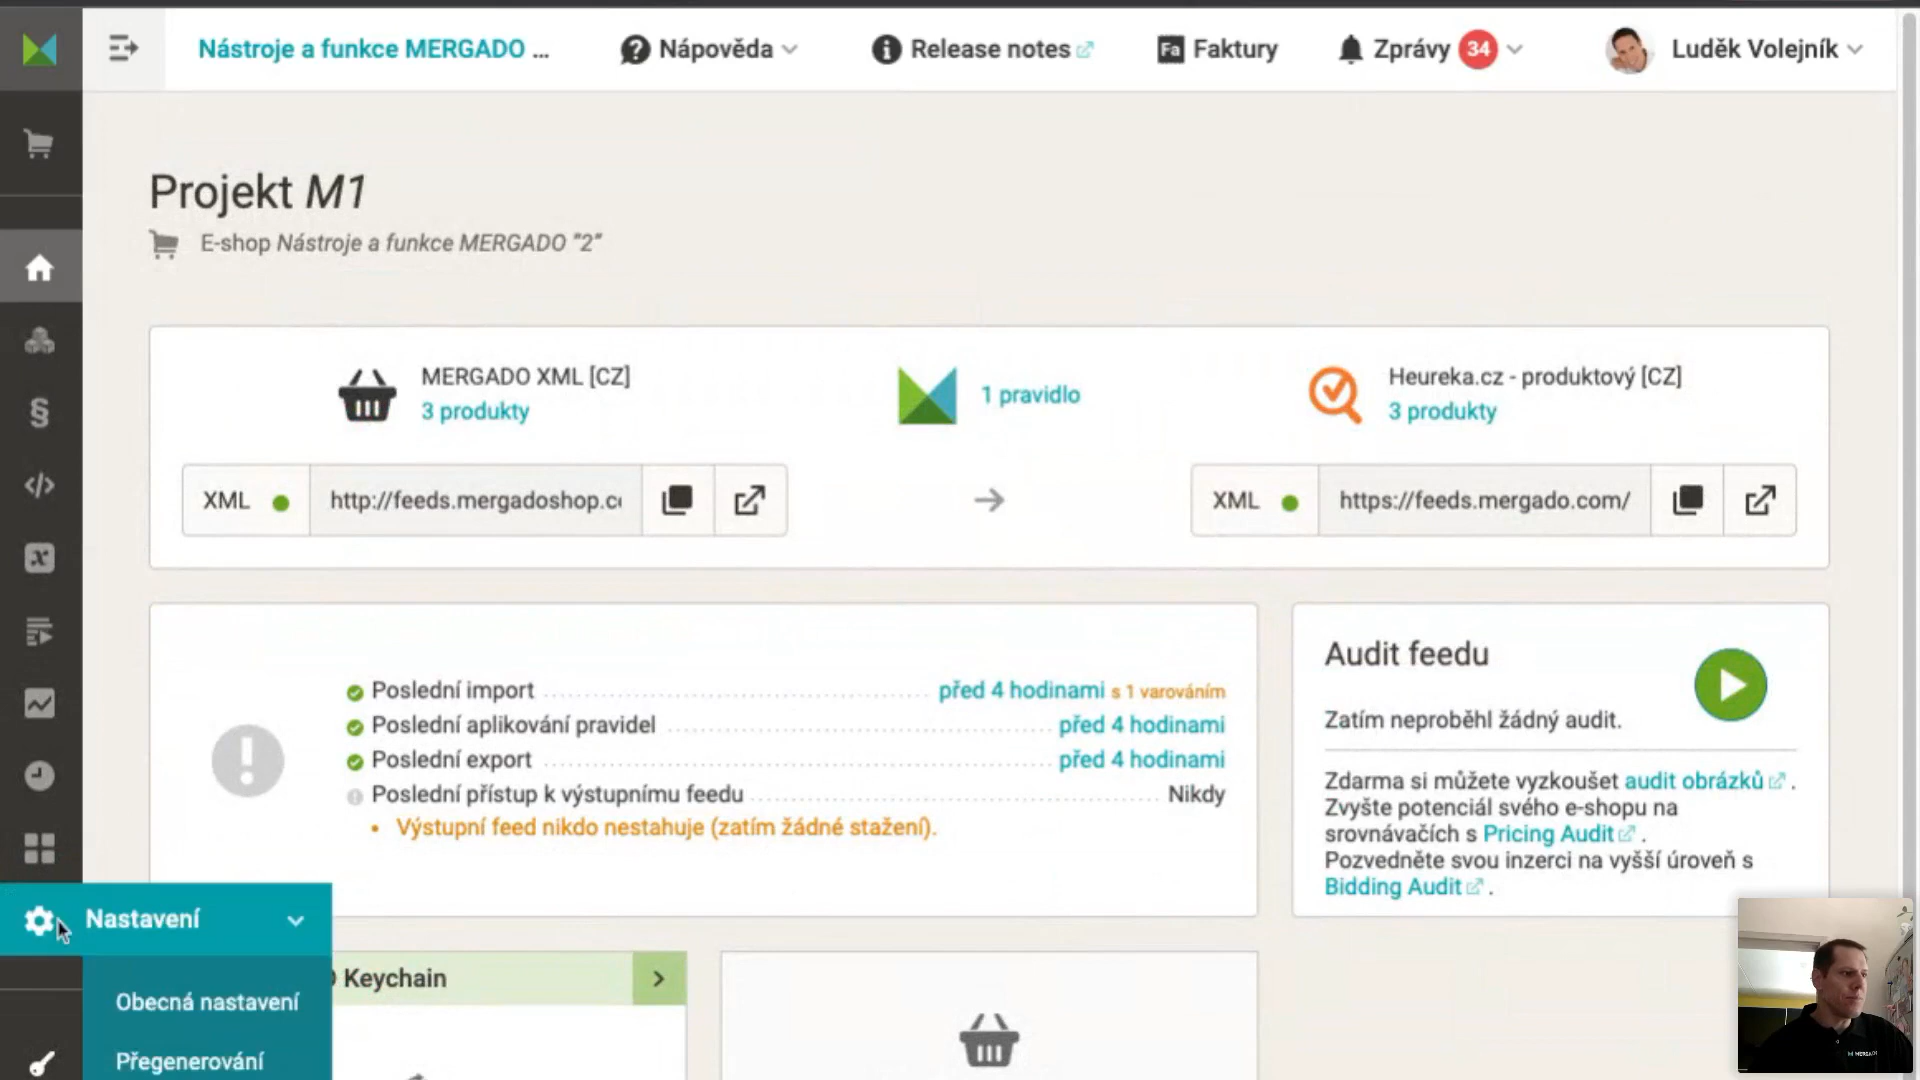 Nástroje a funkce MERGADO ...
Nápověda
Release notes
Fa Faktury
Zprávy 34
Luděk Volejník
Projekt M1
E-shop Nástroje a funkce MERGADO "2"
MERGADO XML [CZ]
3 produkty
1 pravidlo
Heureka.cz - produktový [CZ]
3 produkty
XML
http://feeds.mergadoshop.c
XML
https://feeds.mergado.com/
Poslední import před 4 hodinami s 1 varováním
Poslední aplikování pravidel před 4 hodinami
Poslední export před 4 hodinami
Poslední přístup k výstupnímu feedu Nikdy
• Výstupní feed nikdo nestahuje (zatím žádné stažení).
Audit feedu
Zatím neproběhl žádný audit.
Zdarma si můžete vyzkoušet audit obrázků .
Zvyšte potenciál svého e-shopu na
srovnávačích s Pricing Audit .
Pozvedněte svou inzerci na vyšší úroveň s
Bidding Audit .
Nastavení
Obecná nastavení
Přegenerování
Keychain
MERGADO